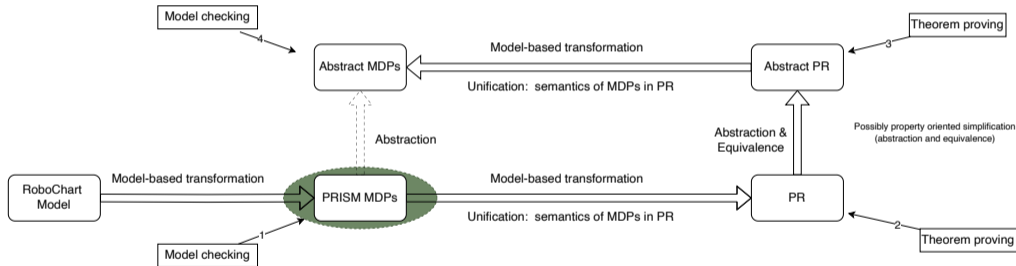 Model checking
4
Abstract MDPs
Model-based transformation
Unification: semantics of MDPs in PR
Abstract PR
3
Theorem proving
Abstraction
Abstraction &
Equivalence
Possibly property oriented simplification
(abstraction and equivalence)
RoboChart
Model
Model-based transformation
PRISM MDPs
Model-based transformation
Unification: semantics of MDPs in PR
PR
1
Model checking
2
Theorem proving